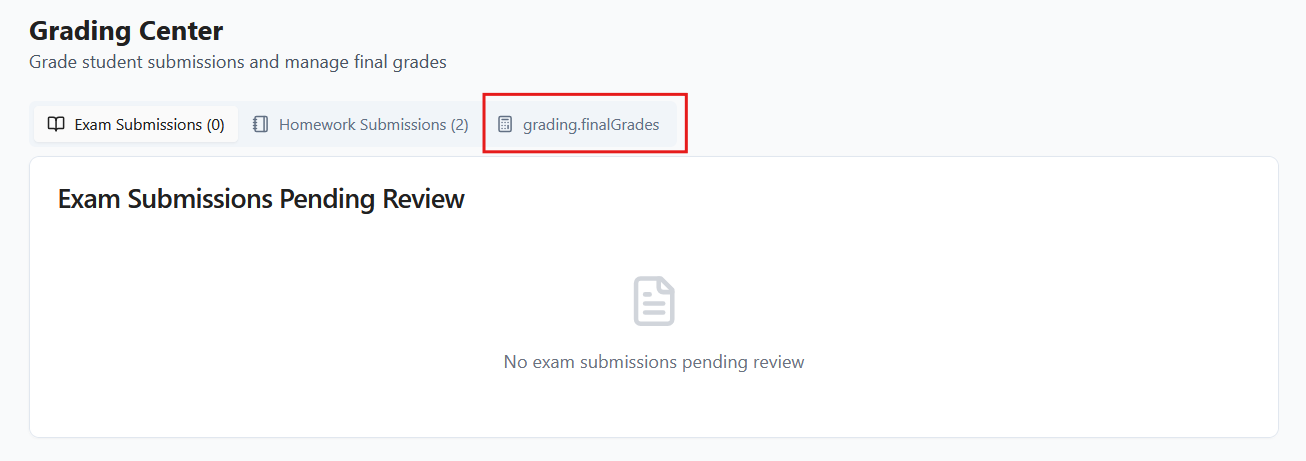 Grading Center
Grade student submissions and manage final grades
Exam Submissions (0)
Homework Submissions (2)
grading.finalGrades
Exam Submissions Pending Review
No exam submissions pending review